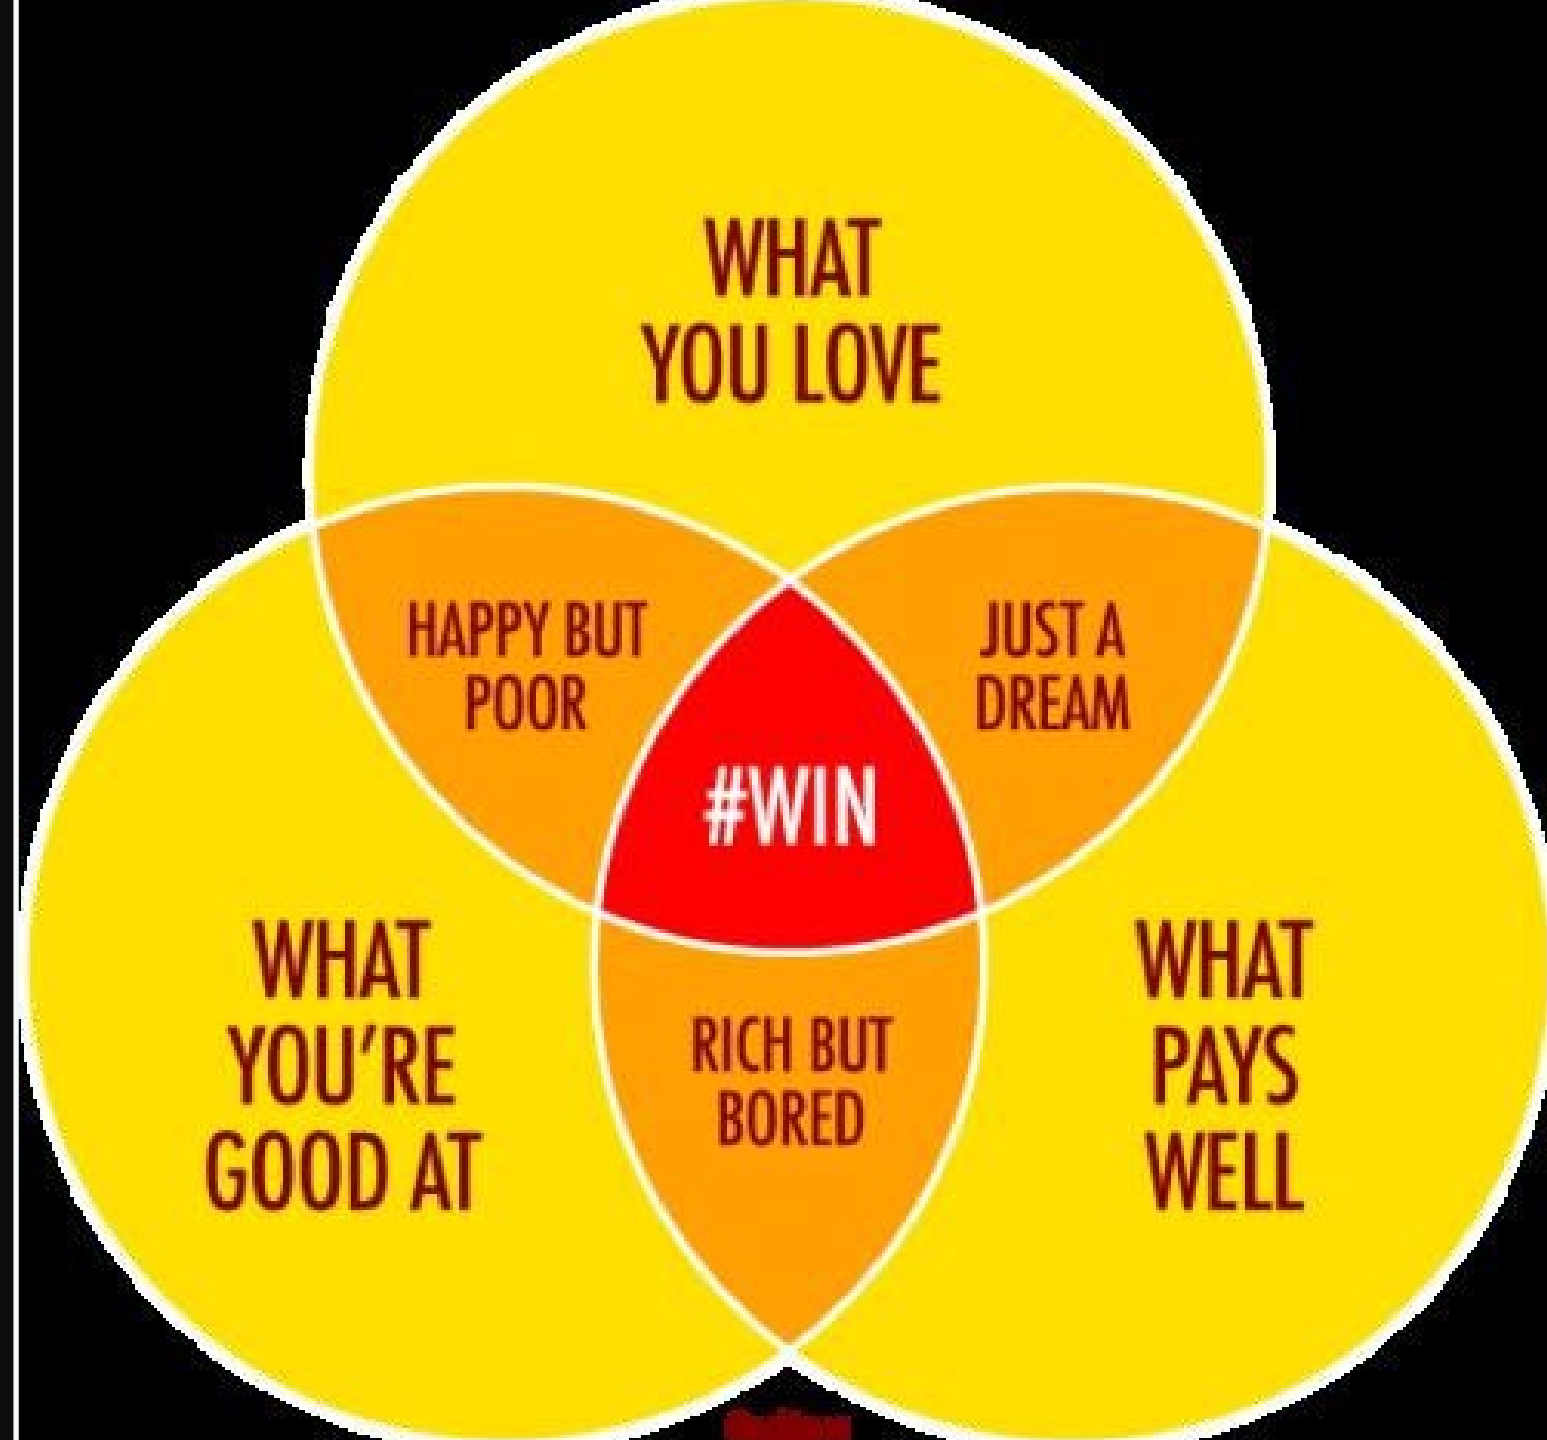 WHAT
YOU LOVE
HAPPY BUT
POOR
JUST A
DREAM
#WIN
WHAT
YOU'RE
GOOD AT
RICH BUT
BORED
WHAT
PAYS
WELL